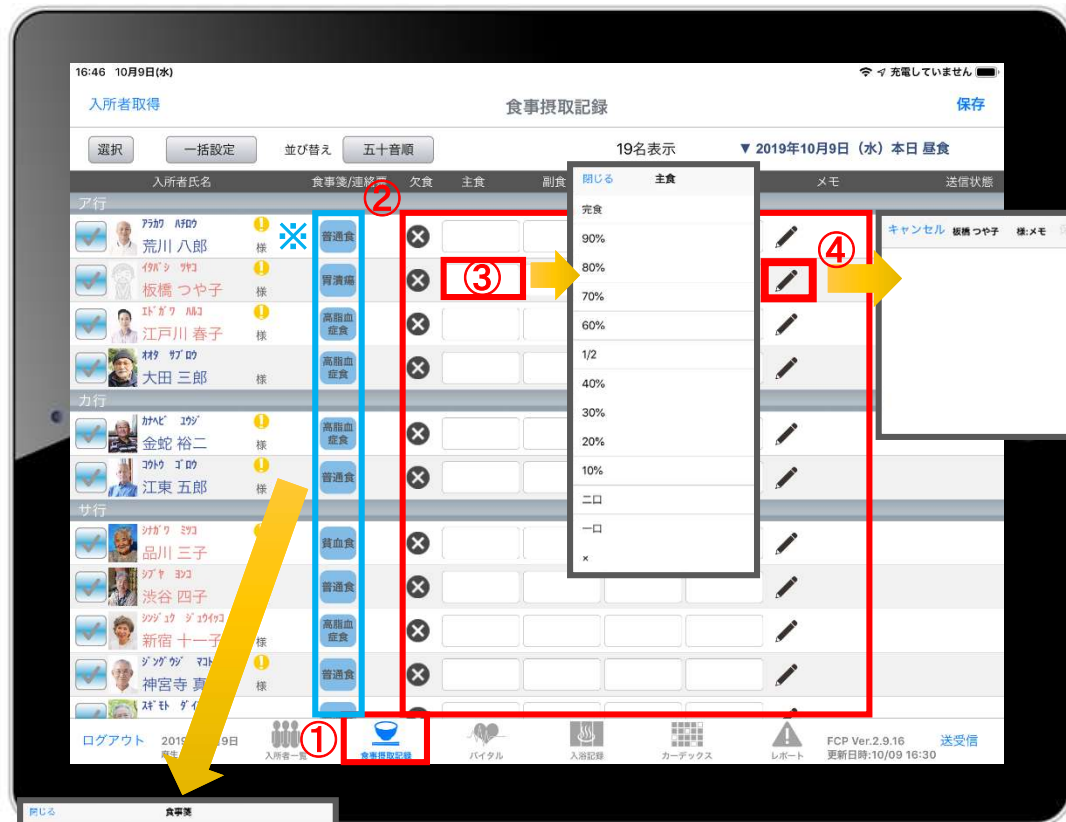 16:46 10月9日(水)
充電していません
入所者取得
食事摂取記録
保存
選択
一括設定
並び替え
五十音順
19名表示
▼ 2019年10月9日（水）本日 昼食
入所者氏名
食事箋/連絡票
欠食
主食
副食
メモ
送信状態
②
ア行
アラカワ ハチロウ
荒川 八郎
様
※
普通食
イタバシ ツヤコ
板橋 つや子
様
胃潰瘍
③
④
エドガワ ハルコ
江戸川 春子
様
高脂血
症食
オオタ サブロウ
大田 三郎
様
高脂血
症食
カ行
カナヘビ ユウジ
金蛇 裕二
様
高脂血
症食
コウトウ ゴロウ
江東 五郎
様
普通食
サ行
シナガワ ミツコ
品川 三子
貧血食
シブヤ ヨンコ
渋谷 四子
普通食
シンジュク ジュウイッコ
新宿 十一子
様
高脂血
症食
ジングウジ マコト
神宮寺 真
様
普通食
スギモト ダイ
閉じる
主食
完食
90%
80%
70%
60%
1/2
40%
30%
20%
10%
二口
一口
×
キャンセル
板橋 つや子 様:メモ
ログアウト
①
入所者一覧
食事摂取記録
バイタル
入浴記録
カーデックス
レポート
FCP Ver.2.9.16
更新日時:10/09 16:30
送受信
閉じる
食事箋